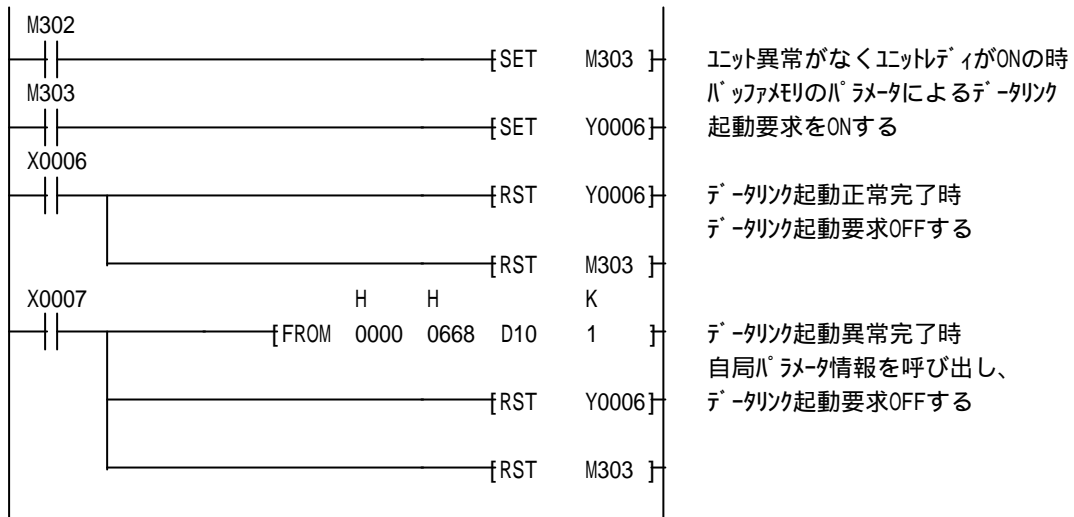 M302
[SET M303 ] ﾕﾆｯﾄ異常がなくﾕﾆｯﾄﾚﾃﾞｨがONの時
M303 ﾊﾞｯﾌｧﾒﾓﾘのﾊﾟﾗﾒｰﾀによるﾃﾞｰﾀﾘﾝｸ
[SET Y0006] 起動要求をONする
X0006
[RST Y0006] ﾃﾞｰﾀﾘﾝｸ起動正常完了時
ﾃﾞｰﾀﾘﾝｸ起動要求OFFする
[RST M303 ]
X0007 H H K
[FROM 0000 0668 D10 1 ] ﾃﾞｰﾀﾘﾝｸ起動異常完了時
自局ﾊﾟﾗﾒｰﾀ情報を呼び出し、
[RST Y0006] ﾃﾞｰﾀﾘﾝｸ起動要求OFFする
[RST M303 ]